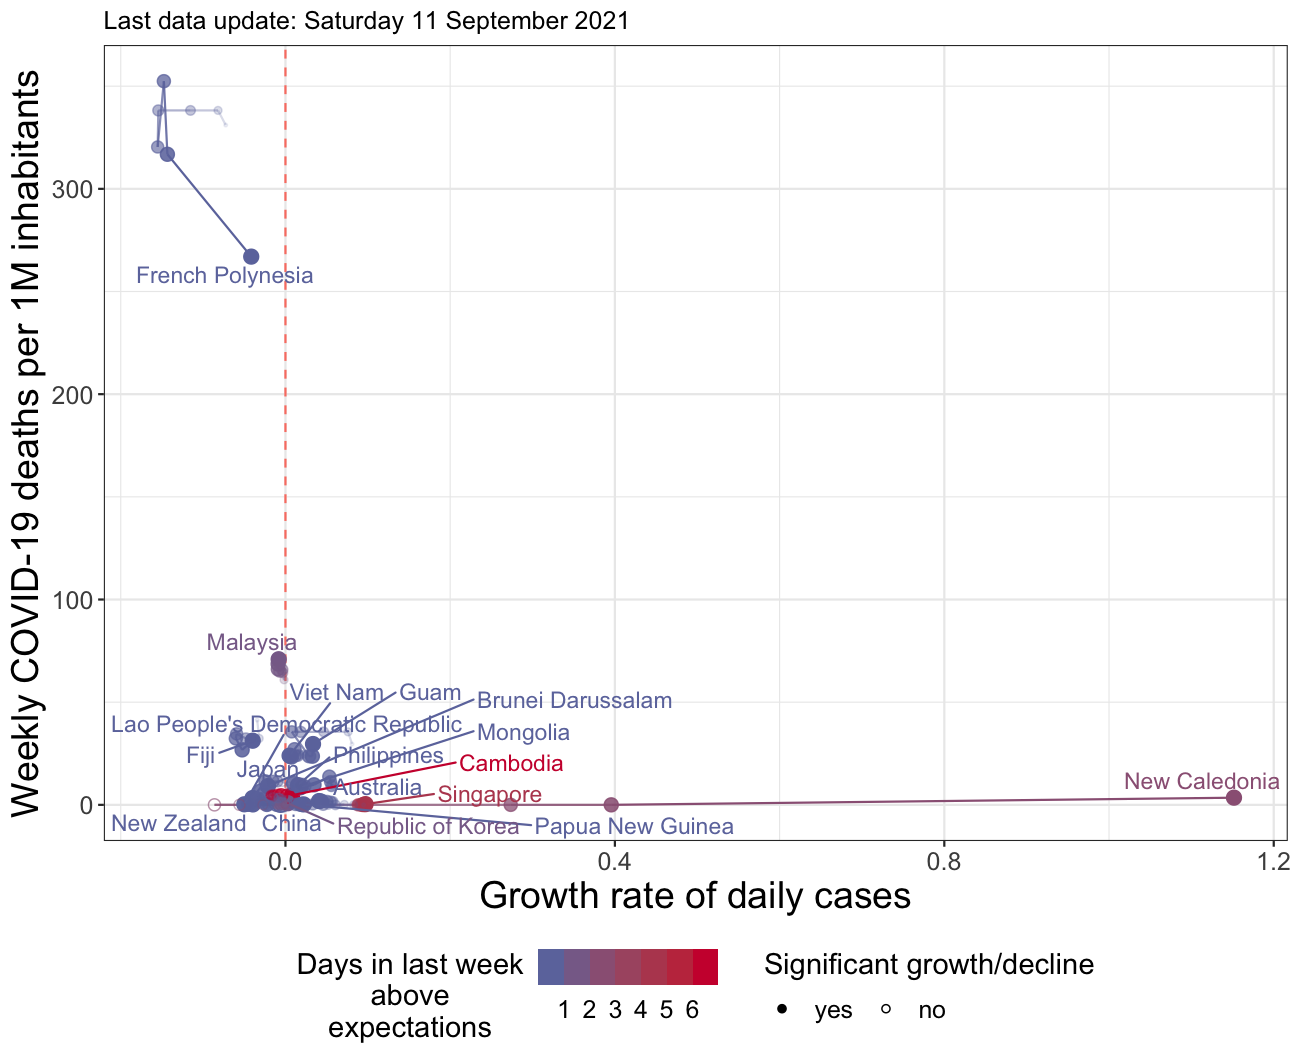 Last data update: Saturday 11 September 2021
Weekly COVID-19 deaths per 1M inhabitants
300
200
100
0
French Polynesia
Malaysia
Viet Nam
Guam
Brunei Darussalam
Lao People's Democratic Republic
Mongolia
Fiji
Philippines
Japan
Cambodia
Australia
Singapore
New Caledonia
New Zealand
China
Republic of Korea
Papua New Guinea
0.0
0.4
0.8
1.2
Growth rate of daily cases
Days in last week
above
expectations
1 2 3 4 5 6
Significant growth/decline
yes
no